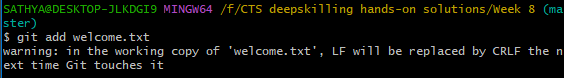 SATHYA@DESKTOP-JLKDGI9 MINGW64 /f/CTS deepskilling hands-on solutions/Week 8 (ma
ster)
$ git add welcome.txt
warning: in the working copy of 'welcome.txt', LF will be replaced by CRLF the n
ext time Git touches it